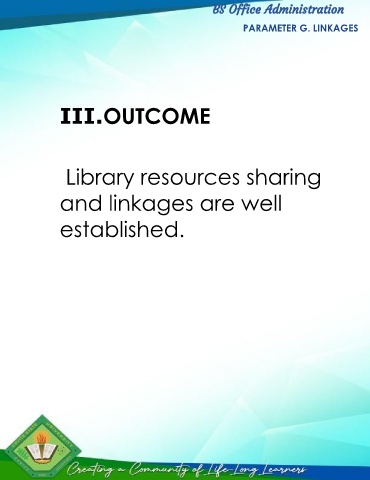 BS Office Administration
PARAMETER G. LINKAGES
III.OUTCOME
Library resources sharing
and linkages are well
established.
Creating a Community of Life-Long Learners